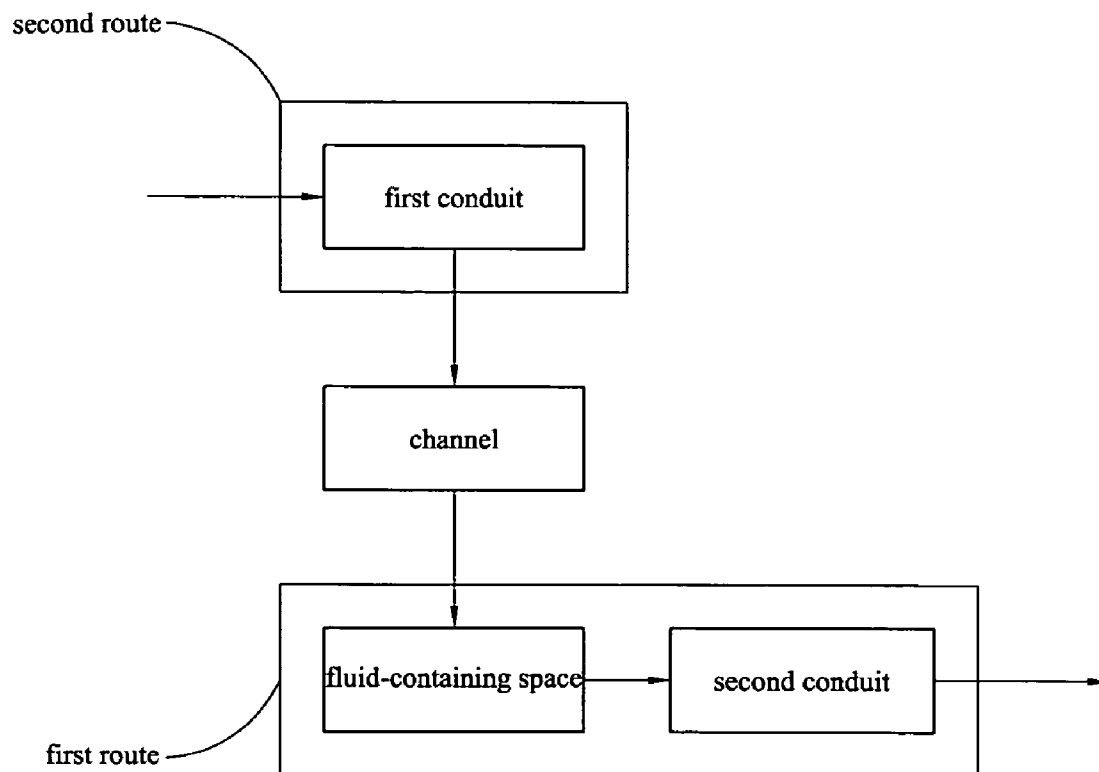 second route
first conduit
channel
fluid-containing space
second conduit
first route